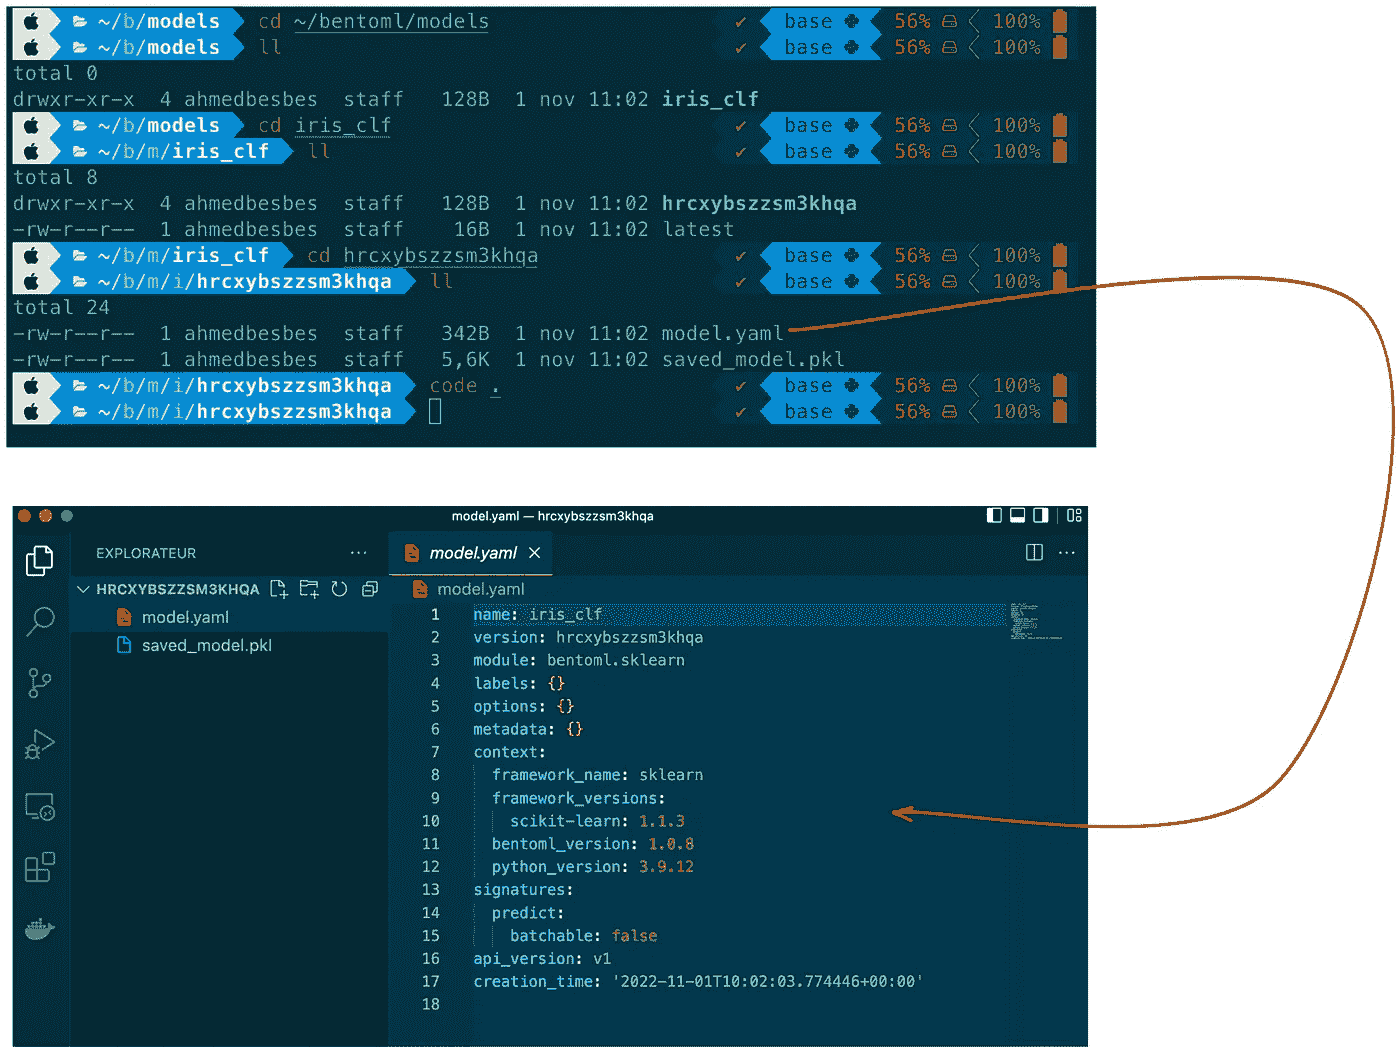 ~/b/models cd ~/bentoml/models ✔ base 56% 100%
~/b/models ll ✔ base 56% 100%
total 0
drwxr-xr-x 4 ahmedbesbes staff 128B 1 nov 11:02 iris_clf
~/b/models cd iris_clf ✔ base 56% 100%
~/b/m/iris_clf ll ✔ base 56% 100%
total 8
drwxr-xr-x 4 ahmedbesbes staff 128B 1 nov 11:02 hrcxybszzsm3khqa
-rw-r--r-- 1 ahmedbesbes staff 16B 1 nov 11:02 latest
~/b/m/iris_clf cd hrcxybszzsm3khqa ✔ base 56% 100%
~/b/m/i/hrcxybszzsm3khqa ll ✔ base 56% 100%
total 24
-rw-r--r-- 1 ahmedbesbes staff 342B 1 nov 11:02 model.yaml
-rw-r--r-- 1 ahmedbesbes staff 5,6K 1 nov 11:02 saved_model.pkl
~/b/m/i/hrcxybszzsm3khqa code . ✔ base 56% 100%
~/b/m/i/hrcxybszzsm3khqa ✔ base 56% 100%
model.yaml — hrcxybszzsm3khqa
EXPLORATEUR ...
HRCXYBSZZSM3KHQA
model.yaml
saved_model.pkl
model.yaml
model.yaml
1 name: iris_clf
2 version: hrcxybszzsm3khqa
3 module: bentoml.sklearn
4 labels: {}
5 options: {}
6 metadata: {}
7 context:
8 framework_name: sklearn
9 framework_versions:
10 scikit-learn: 1.1.3
11 bentoml_version: 1.0.8
12 python_version: 3.9.12
13 signatures:
14 predict:
15 batchable: false
16 api_version: v1
17 creation_time: '2022-11-01T10:02:03.774446+00:00'
18